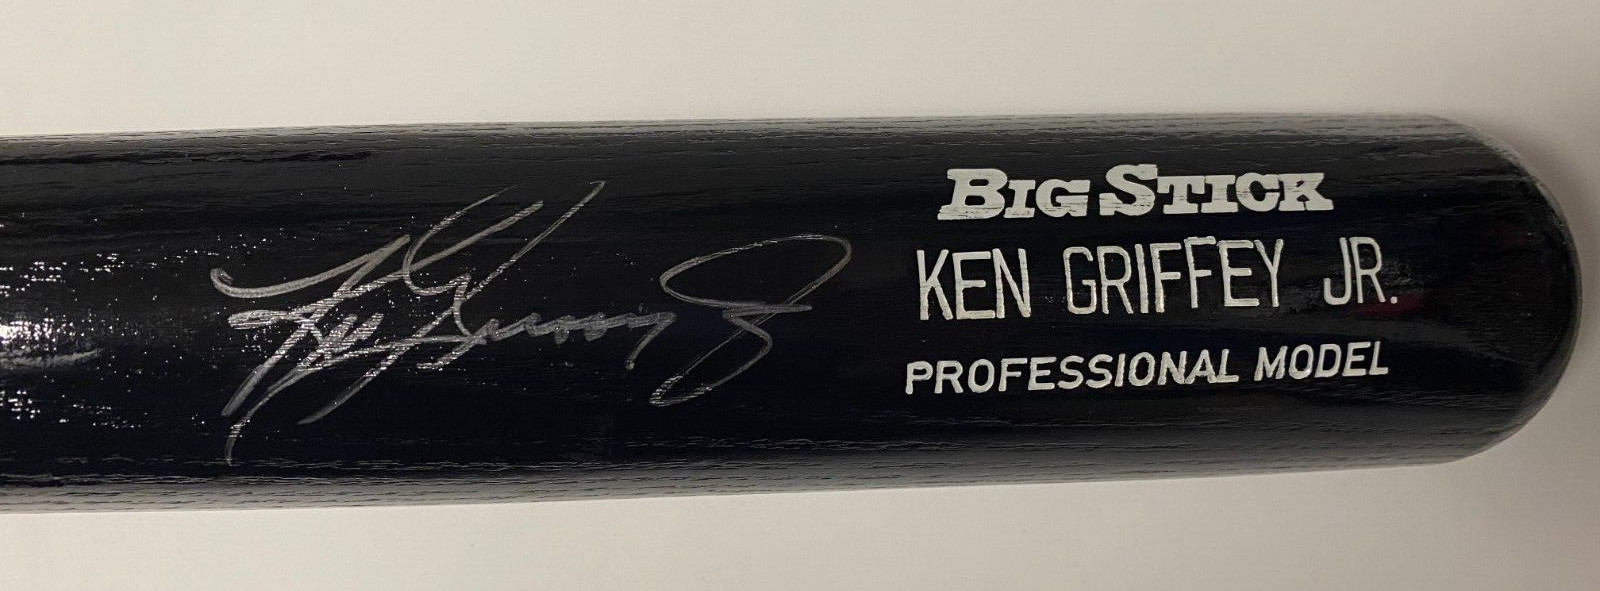 BIG STICK
KEN GRIFFEY JR.
PROFESSIONAL MODEL